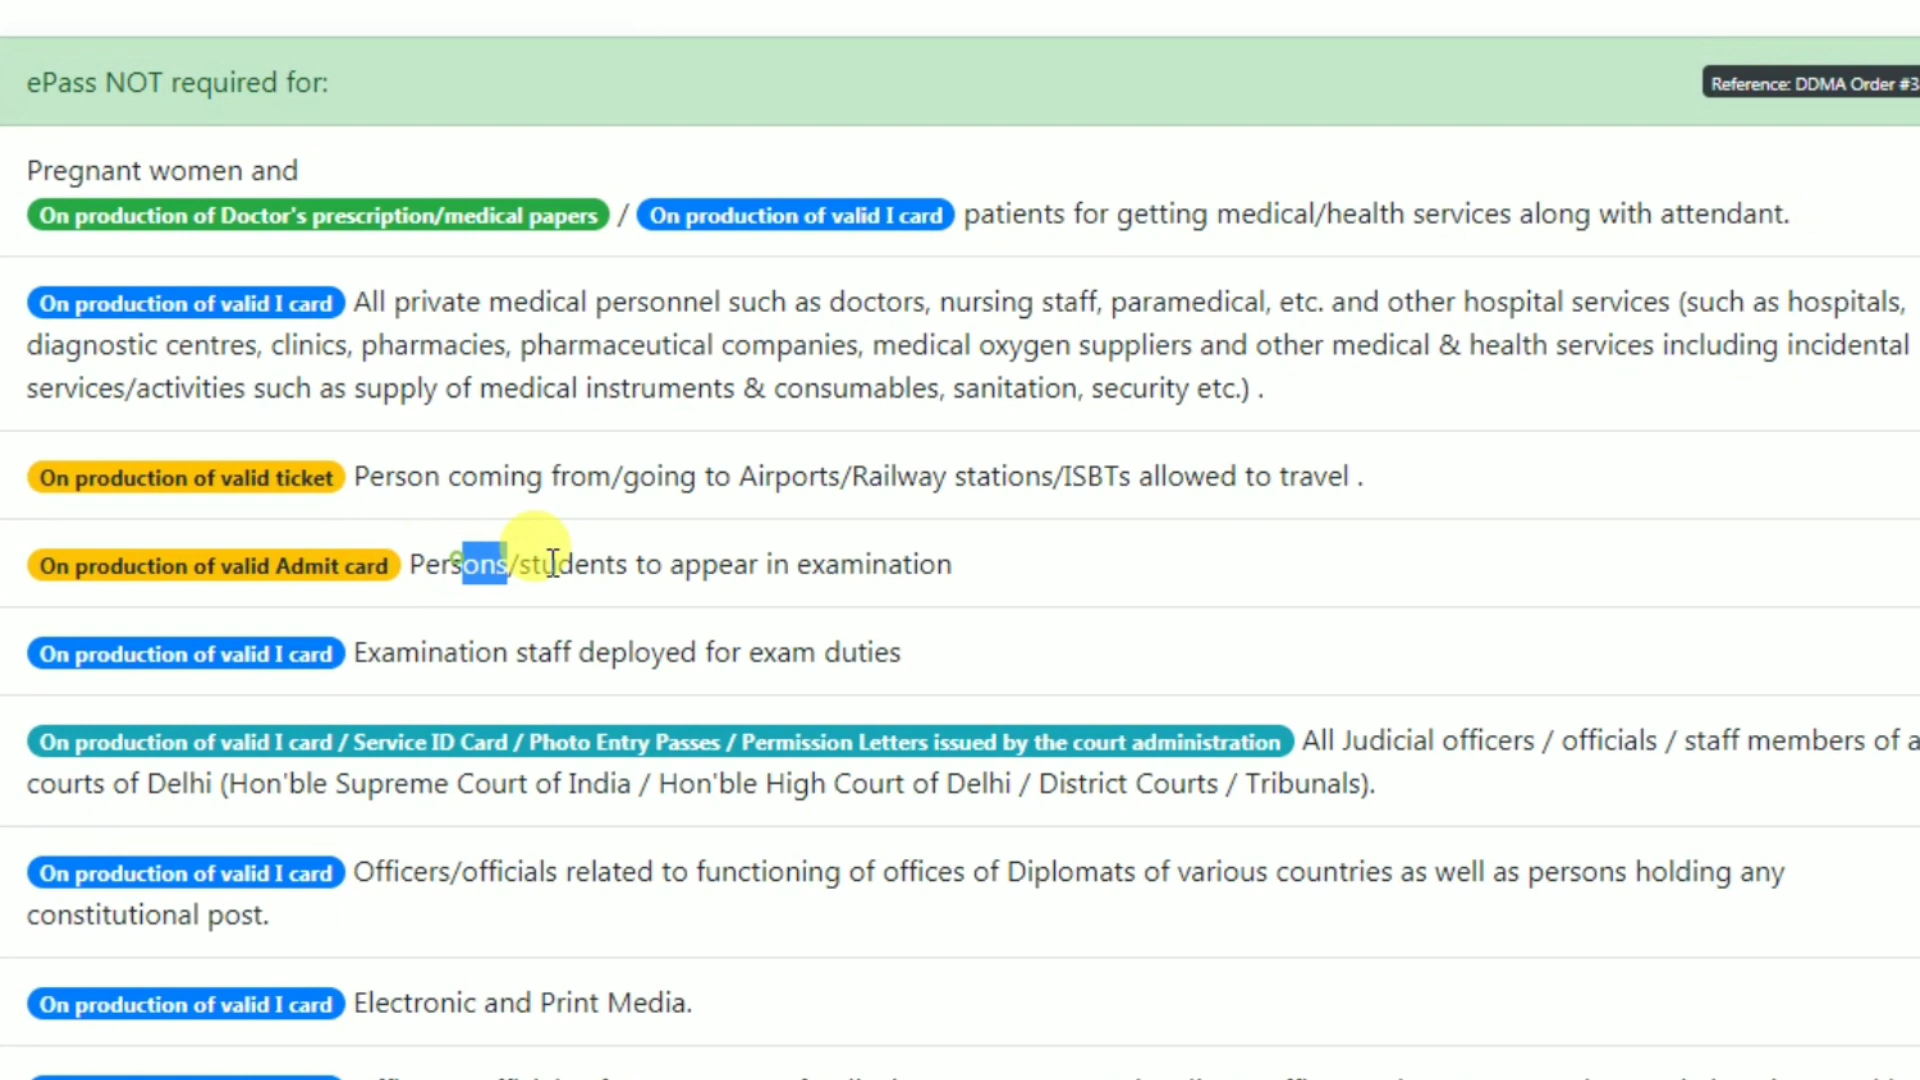 ePass NOT required for:
Reference: DDMA Order #3
Pregnant women and
On production of Doctor's prescription/medical papers / On production of valid I card patients for getting medical/health services along with attendant.
On production of valid I card All private medical personnel such as doctors, nursing staff, paramedical, etc. and other hospital services (such as hospitals,
diagnostic centres, clinics, pharmacies, pharmaceutical companies, medical oxygen suppliers and other medical & health services including incidental
services/activities such as supply of medical instruments & consumables, sanitation, security etc.) .
On production of valid ticket Person coming from/going to Airports/Railway stations/ISBTs allowed to travel .
On production of valid Admit card Persons/students to appear in examination
On production of valid I card Examination staff deployed for exam duties
On production of valid I card / Service ID Card / Photo Entry Passes / Permission Letters issued by the court administration All Judicial officers / officials / staff members of a
courts of Delhi (Hon'ble Supreme Court of India / Hon'ble High Court of Delhi / District Courts / Tribunals).
On production of valid I card Officers/officials related to functioning of offices of Diplomats of various countries as well as persons holding any
constitutional post.
On production of valid I card Electronic and Print Media.